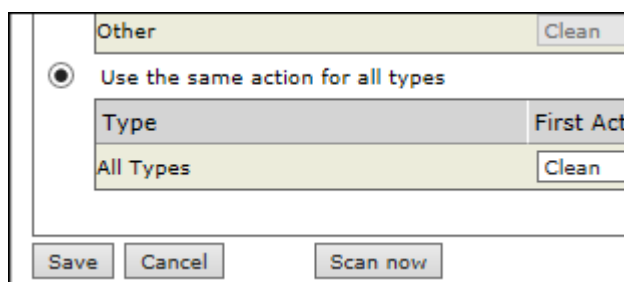 Other Clean
Use the same action for all types
Type First Act
All Types Clean
Save Cancel Scan now